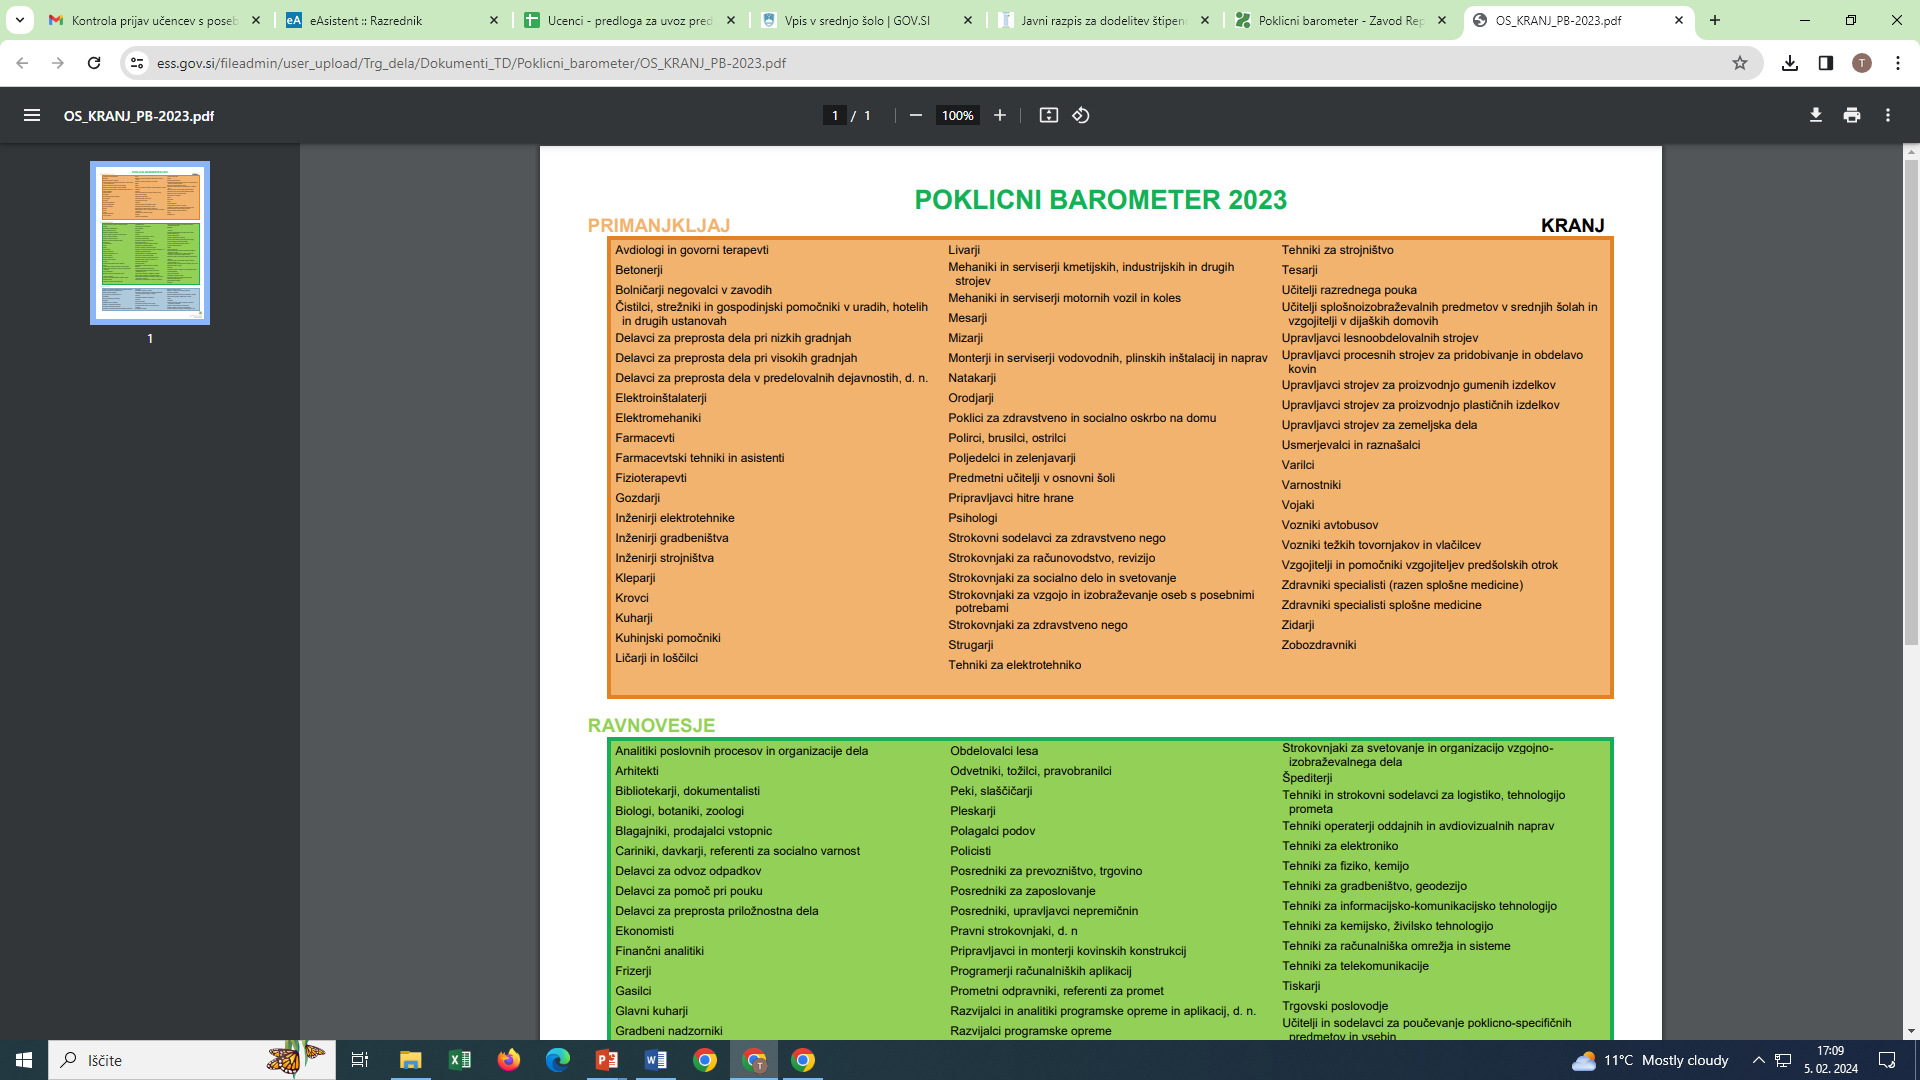 Kontrola prijav učencev s poseb
eAsistent :: Razrednik
Ucenci - predloga za uvoz pred
Vpis v srednjo šolo | GOV.SI
Javni razpis za dodelitev štipen
Poklicni barometer - Zavod Rep
OS_KRANJ_PB-2023.pdf
ess.gov.si/fileadmin/user_upload/Trg_dela/Dokumenti_TD/Poklicni_barometer/OS_KRANJ_PB-2023.pdf
T
OS_KRANJ_PB-2023.pdf
1 / 1
100%
1
POKLICNI BAROMETER 2023
PRIMANJKLJAJ
KRANJ
Avdiologi in govorni terapevti
Betonerji
Bolničarji negovalci v zavodih
Čistilci, strežniki in gospodinjski pomočniki v uradih, hotelih
in drugih ustanovah
Delavci za preprosta dela pri nizkih gradnjah
Delavci za preprosta dela pri visokih gradnjah
Delavci za preprosta dela v predelovalnih dejavnostih, d. n.
Elektroinštalaterji
Elektromehaniki
Farmacevti
Farmacevtski tehniki in asistenti
Fizioterapevti
Gozdarji
Inženirji elektrotehnike
Inženirji gradbeništva
Inženirji strojništva
Kleparji
Krovci
Kuharji
Kuhinjski pomočniki
Ličarji in loščilci
Livarji
Mehaniki in serviserji kmetijskih, industrijskih in drugih
strojev
Mehaniki in serviserji motornih vozil in koles
Mesarji
Mizarji
Monterji in serviserji vodovodnih, plinskih inštalacij in naprav
Natakarji
Orodjarji
Poklici za zdravstveno in socialno oskrbo na domu
Polirci, brusilci, ostrilci
Poljedelci in zelenjavarji
Predmetni učitelji v osnovni šoli
Pripravljavci hitre hrane
Psihologi
Strokovni sodelavci za zdravstveno nego
Strokovnjaki za računovodstvo, revizijo
Strokovnjaki za socialno delo in svetovanje
Strokovnjaki za vzgojo in izobraževanje oseb s posebnimi
potrebami
Strokovnjaki za zdravstveno nego
Strugarji
Tehniki za elektrotehniko
Tehniki za strojništvo
Tesarji
Učitelji razrednega pouka
Učitelji splošnoizobraževalnih predmetov v srednjih šolah in
vzgojitelji v dijaških domovih
Upravljavci lesnoobdelovalnih strojev
Upravljavci procesnih strojev za pridobivanje in obdelavo
kovin
Upravljavci strojev za proizvodnjo gumenih izdelkov
Upravljavci strojev za proizvodnjo plastičnih izdelkov
Upravljavci strojev za zemeljska dela
Usmerjevalci in raznašalci
Varilci
Varnostniki
Vojaki
Vozniki avtobusov
Vozniki težkih tovornjakov in vlačilcev
Vzgojitelji in pomočniki vzgojiteljev predšolskih otrok
Zdravniki specialisti (razen splošne medicine)
Zdravniki specialisti splošne medicine
Zidarji
Zobozdravniki
RAVNOVESJE
Analitiki poslovnih procesov in organizacije dela
Arhitekti
Bibliotekarji, dokumentalisti
Biologi, botaniki, zoologi
Blagajniki, prodajalci vstopnic
Cariniki, davkarji, referenti za socialno varnost
Delavci za odvoz odpadkov
Delavci za pomoč pri pouku
Delavci za preprosta priložnostna dela
Ekonomisti
Finančni analitiki
Frizerji
Gasilci
Glavni kuharji
Gradbeni nadzorniki
Obdelovalci lesa
Odvetniki, tožilci, pravobranilci
Peki, slaščičarji
Pleskarji
Polagalci podov
Policisti
Posredniki za prevozništvo, trgovino
Posredniki za zaposlovanje
Posredniki, upravljavci nepremičnin
Pravni strokovnjaki, d. n
Pripravljavci in monterji kovinskih konstrukcij
Programerji računalniških aplikacij
Prometni odpravniki, referenti za promet
Razvijalci in analitiki programske opreme in aplikacij, d. n.
Razvijalci programske opreme
Strokovnjaki za svetovanje in organizacijo vzgojno-
izobraževalnega dela
Špediterji
Tehniki in strokovni sodelavci za logistiko, tehnologijo
prometa
Tehniki operaterji oddajnih in avdiovizualnih naprav
Tehniki za elektroniko
Tehniki za fiziko, kemijo
Tehniki za gradbeništvo, geodezijo
Tehniki za informacijsko-komunikacijsko tehnologijo
Tehniki za kemijsko, živilsko tehnologijo
Tehniki za računalniška omrežja in sisteme
Tehniki za telekomunikacije
Tiskarji
Trgovski poslovodje
Učitelji in sodelavci za poučevanje poklicno-specifičnih
predmetov in vsebin
Iščite
11°C Mostly cloudy
17:09
5. 02. 2024